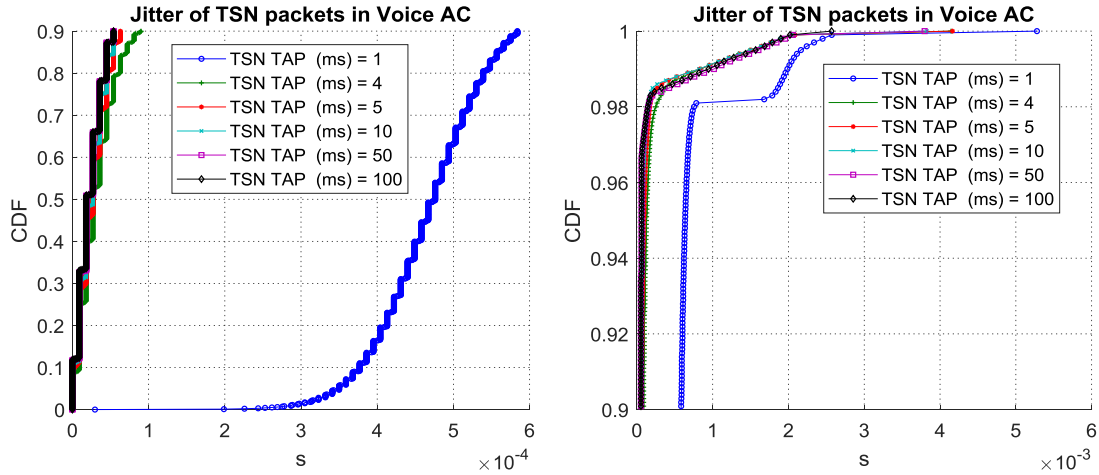 Jitter of TSN packets in Voice AC
CDF
0.9
0.8
0.7
0.6
0.5
0.4
0.3
0.2
0.1
0
TSN TAP (ms) = 1
TSN TAP (ms) = 4
TSN TAP (ms) = 5
TSN TAP (ms) = 10
TSN TAP (ms) = 50
TSN TAP (ms) = 100
0 1 2 3 4 5 6
s
×10⁻⁴
Jitter of TSN packets in Voice AC
CDF
1
0.98
0.96
0.94
0.92
0.9
TSN TAP (ms) = 1
TSN TAP (ms) = 4
TSN TAP (ms) = 5
TSN TAP (ms) = 10
TSN TAP (ms) = 50
TSN TAP (ms) = 100
0 1 2 3 4 5 6
s
×10⁻³